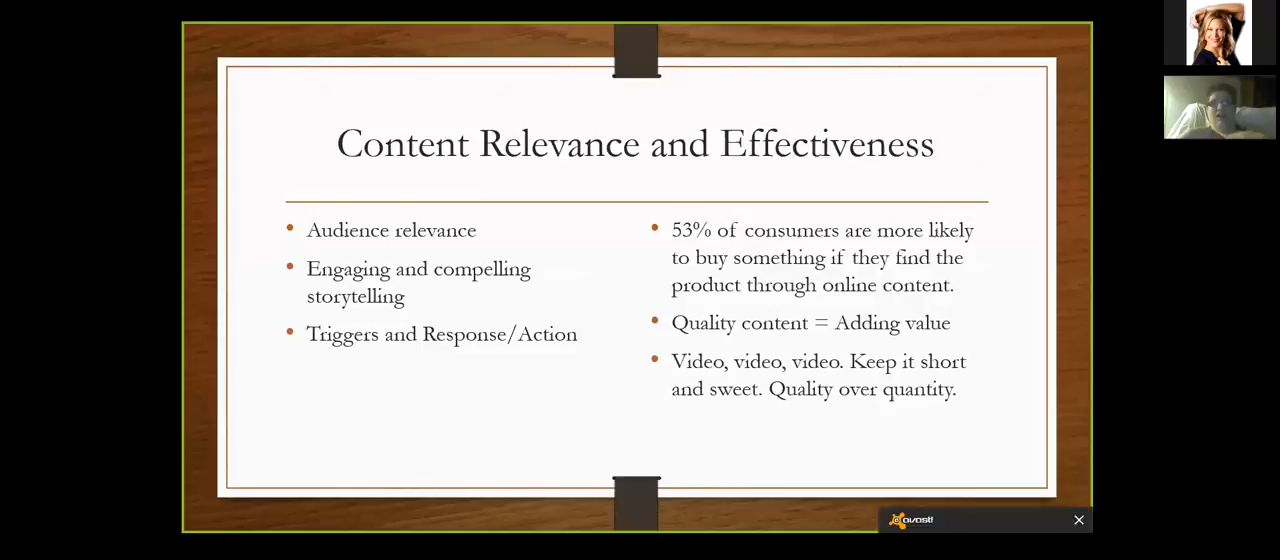 Content Relevance and Effectiveness
Audience relevance
Engaging and compelling
storytelling
Triggers and Response/Action
53% of consumers are more likely
to buy something if they find the
product through online content.
Quality content = Adding value
Video, video, video. Keep it short
and sweet. Quality over quantity.
avast!